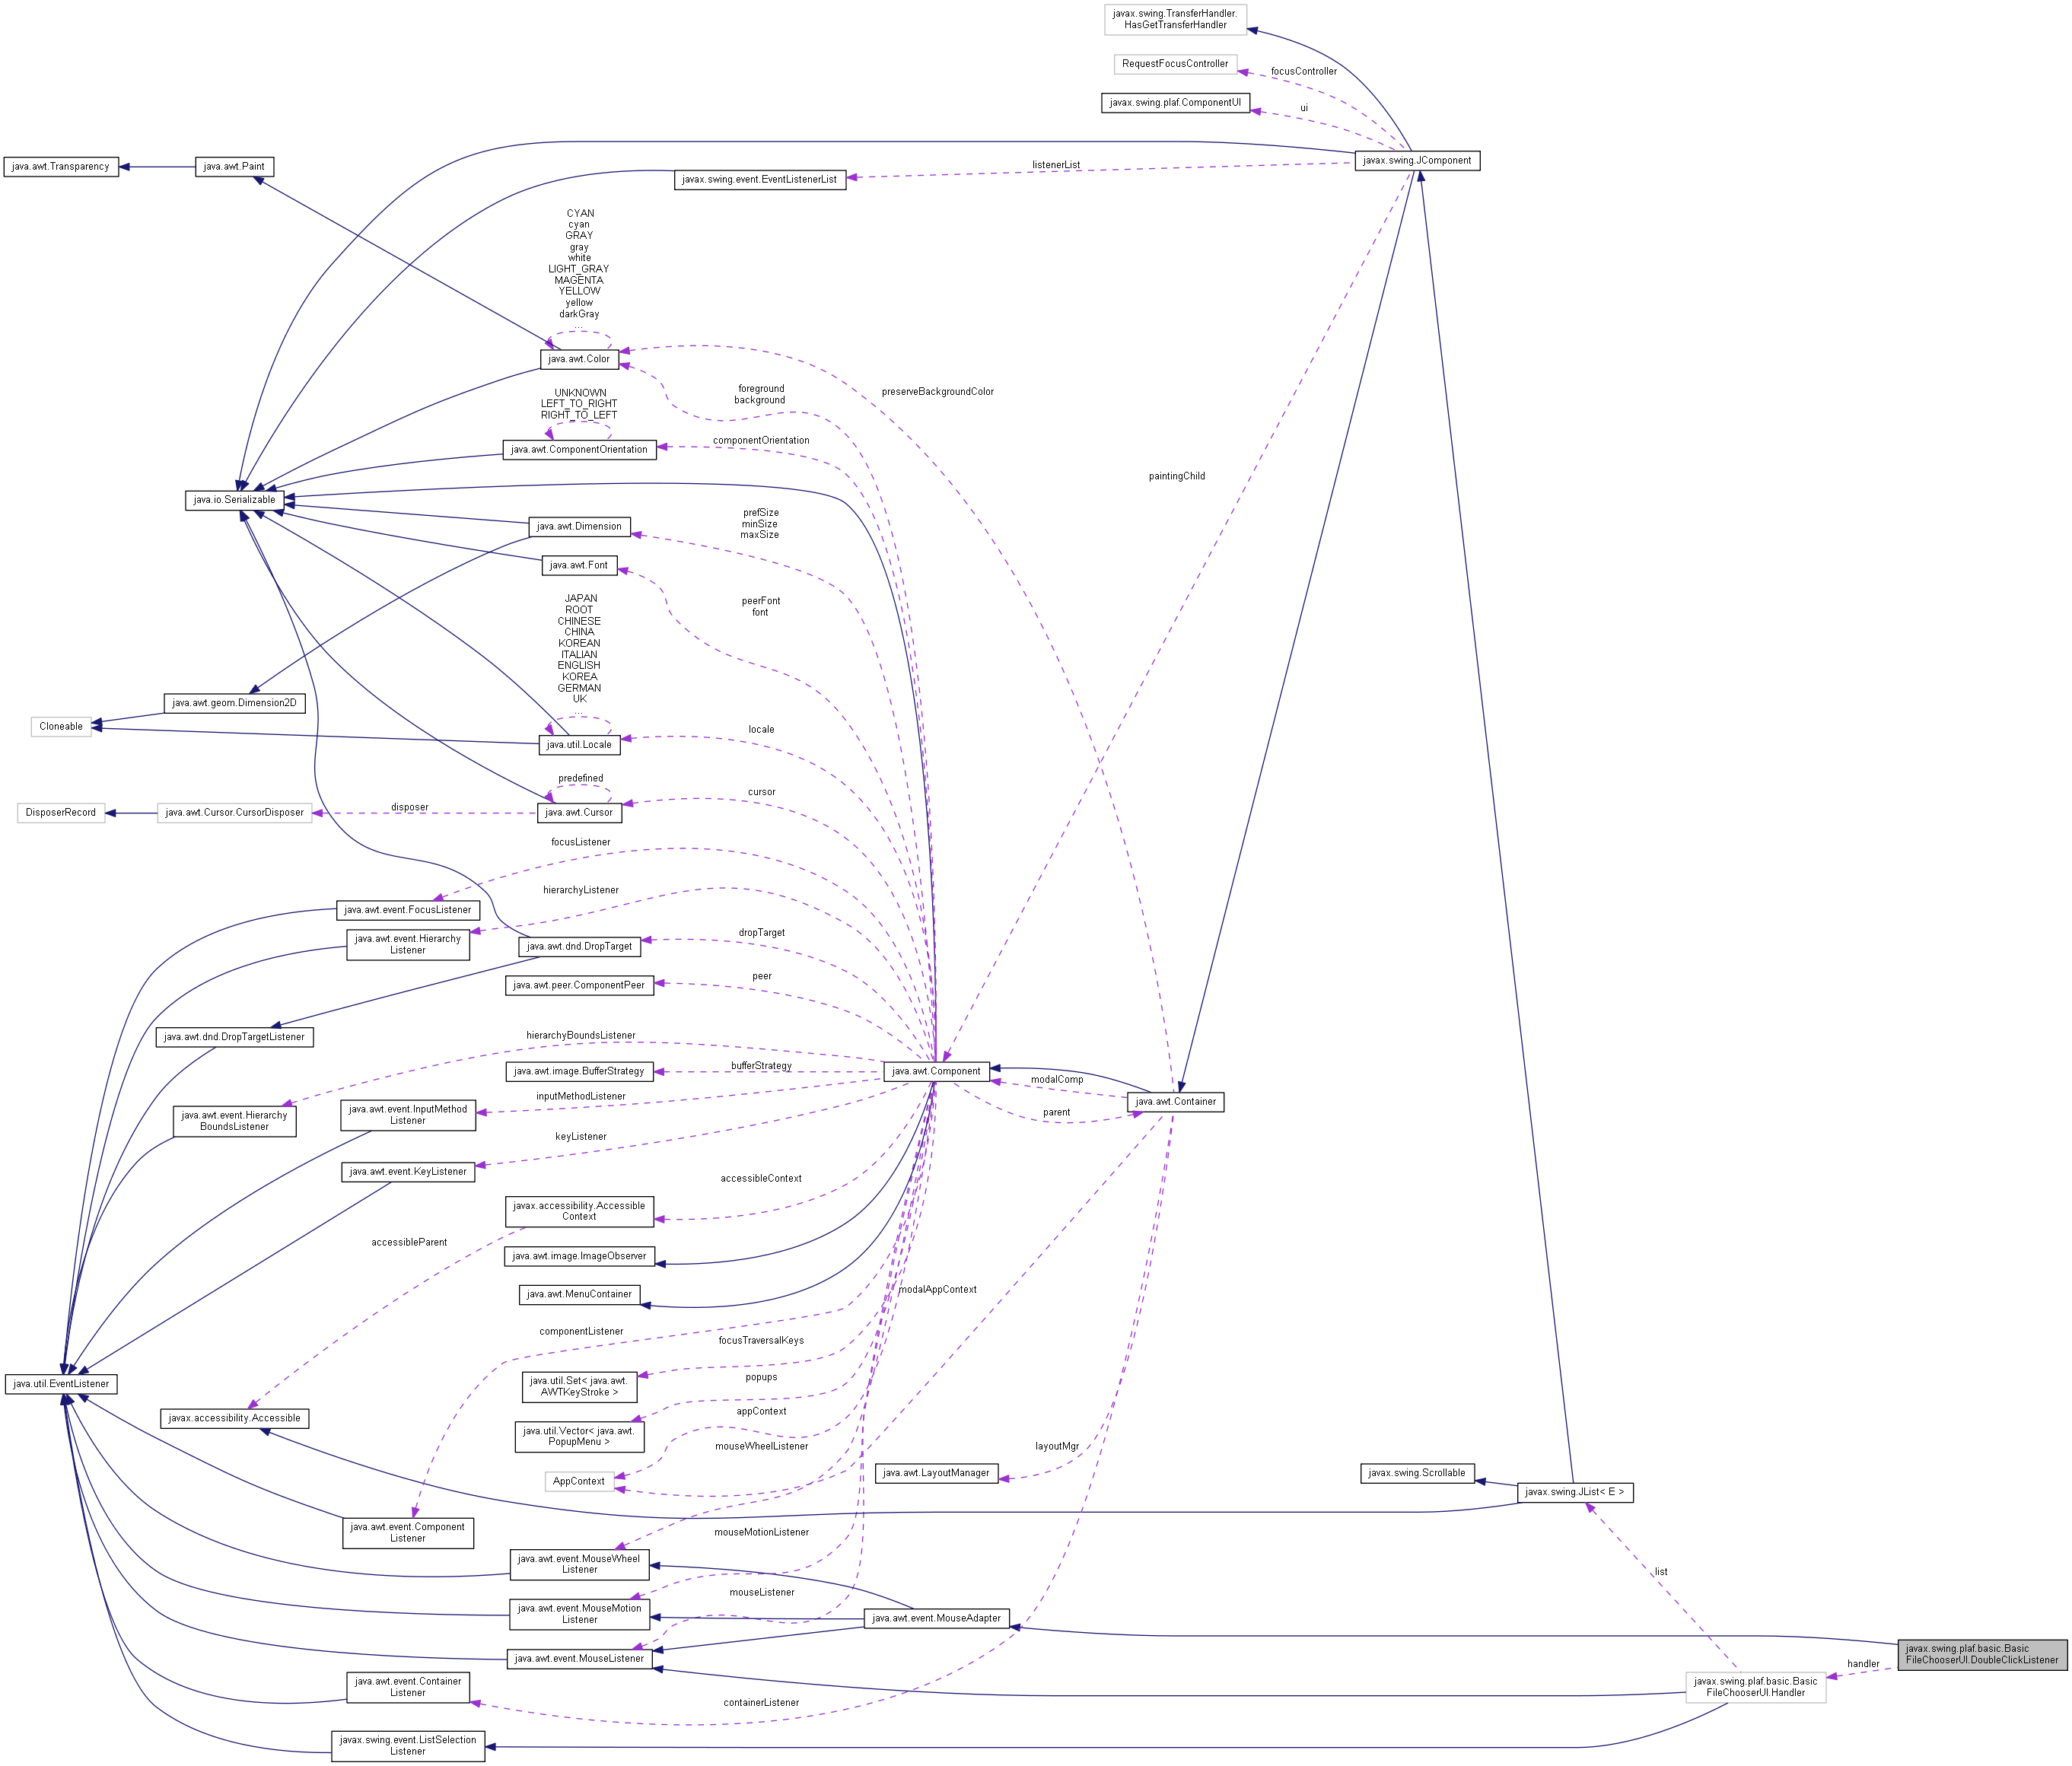 javax.swing.TransferHandler.
HasGetTransferHandler
RequestFocusController
focusController
javax.swing.plaf.ComponentUI
ui
java.awt.Transparency
java.awt.Paint
javax.swing.JComponent
listenerList
javax.swing.event.EventListenerList
CYAN
cyan
GRAY
gray
white
LIGHT_GRAY
MAGENTA
YELLOW
yellow
darkGray
...
java.awt.Color
foreground
background
preserveBackgroundColor
UNKNOWN
LEFT_TO_RIGHT
RIGHT_TO_LEFT
java.awt.ComponentOrientation
componentOrientation
paintingChild
java.io.Serializable
java.awt.Dimension
prefSize
minSize
maxSize
java.awt.Font
peerFont
font
JAPAN
ROOT
CHINESE
CHINA
KOREAN
ITALIAN
ENGLISH
KOREA
GERMAN
UK
...
java.awt.geom.Dimension2D
Cloneable
java.util.Locale
locale
predefined
cursor
DisposerRecord
java.awt.Cursor.CursorDisposer
disposer
java.awt.Cursor
focusListener
hierarchyListener
java.awt.event.FocusListener
java.awt.event.Hierarchy
Listener
java.awt.dnd.DropTarget
dropTarget
java.awt.peer.ComponentPeer
peer
java.awt.dnd.DropTargetListener
hierarchyBoundsListener
java.awt.image.BufferStrategy
bufferStrategy
java.awt.Component
modalComp
parent
java.awt.Container
inputMethodListener
java.awt.event.Hierarchy
BoundsListener
java.awt.event.InputMethod
Listener
keyListener
java.awt.event.KeyListener
accessibleContext
javax.accessibility.Accessible
Context
accessibleParent
java.awt.image.ImageObserver
java.awt.MenuContainer
modalAppContext
componentListener
focusTraversalKeys
java.util.Set< java.awt.
AWTKeyStroke >
popups
java.util.EventListener
javax.accessibility.Accessible
appContext
java.util.Vector< java.awt.
PopupMenu >
mouseWheelListener
layoutMgr
AppContext
java.awt.LayoutManager
javax.swing.Scrollable
javax.swing.JList< E >
java.awt.event.Component
Listener
mouseMotionListener
java.awt.event.MouseWheel
Listener
list
mouseListener
java.awt.event.MouseMotion
Listener
java.awt.event.MouseAdapter
java.awt.event.MouseListener
javax.swing.plaf.basic.Basic
FileChooserUI.DoubleClickListener
handler
java.awt.event.Container
Listener
containerListener
javax.swing.plaf.basic.Basic
FileChooserUI.Handler
javax.swing.event.ListSelection
Listener